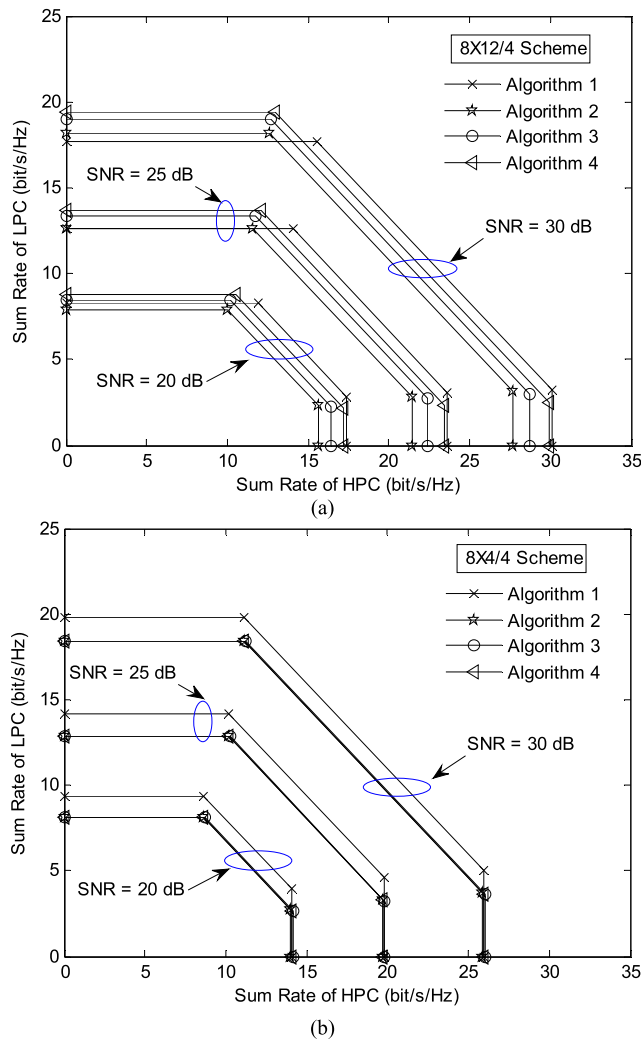 25
20
15
10
5
0
0 5 10 15 20 25 30 35
Sum Rate of LPC (bit/s/Hz)
Sum Rate of HPC (bit/s/Hz)
8X12/4 Scheme
Algorithm 1
Algorithm 2
Algorithm 3
Algorithm 4
SNR = 25 dB
SNR = 30 dB
SNR = 20 dB
(a)
25
20
15
10
5
0
0 5 10 15 20 25 30 35
Sum Rate of LPC (bit/s/Hz)
Sum Rate of HPC (bit/s/Hz)
8X4/4 Scheme
Algorithm 1
Algorithm 2
Algorithm 3
Algorithm 4
SNR = 25 dB
SNR = 30 dB
SNR = 20 dB
(b)